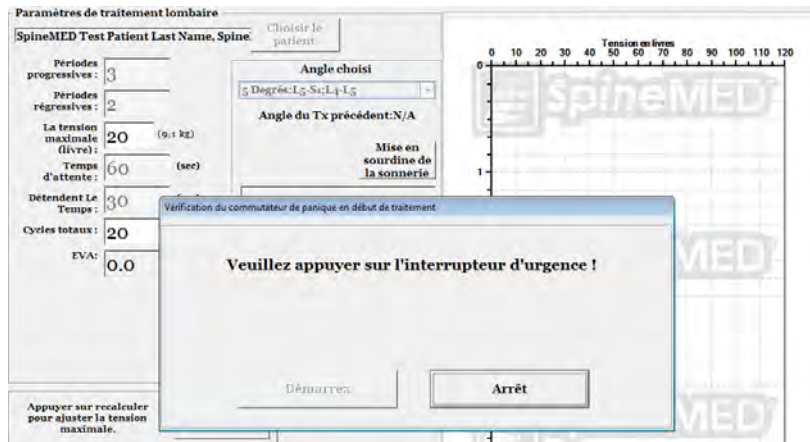 Paramètres de traitement lombaire
SpineMED Test Patient Last Name, Spine.
Choisir le
patient
Périodes
progressives :
3
Périodes
régressives :
2
La tension
maximale
(livre) :
20
(9,1 kg)
Temps
d'attente :
60
(sec)
Détendent Le
Temps :
30
Cycles totaux :
20
EVA:
0.0
Angle choisi
5 Degrés:L5-S1;L4-L5
Angle du Tx précédent:N/A
Mise en
sourdine de
la sonnerie
Tension en livres
0 10 20 30 40 50 60 70 80 90 100 110 120
0
1
SpineMED
MED
MED
Vérification du commutateur de panique en début de traitement
Veuillez appuyer sur l'interrupteur d'urgence !
Démarrez
Arrêt
Appuyer sur recalculer
pour ajuster la tension
maximale.